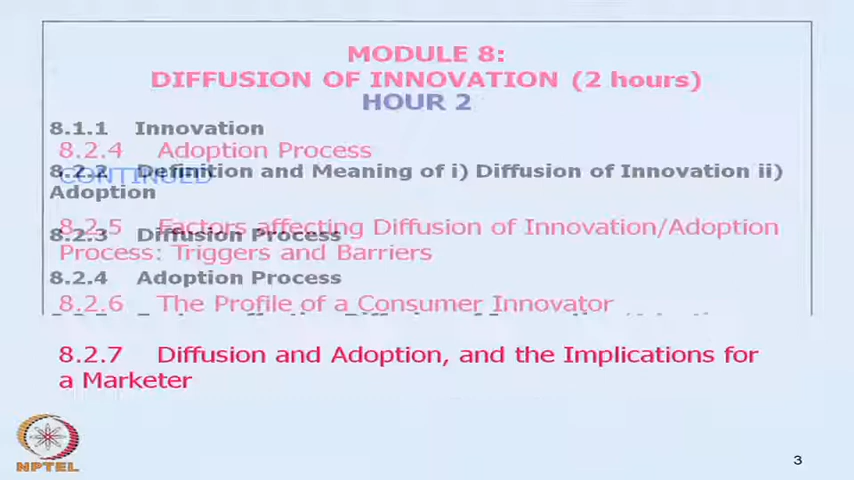 MODULE 8:
DIFFUSION OF INNOVATION (2 hours)
HOUR 2
8.1.1 Innovation
8.2.4 Adoption Process
CONTINUED
8.2.2 Definition and Meaning of i) Diffusion of Innovation ii)
Adoption
8.2.5 Factors affecting Diffusion of Innovation/Adoption
8.2.3 Diffusion Process
Process: Triggers and Barriers
8.2.4 Adoption Process
8.2.6 The Profile of a Consumer Innovator
8.2.7 Diffusion and Adoption, and the Implications for
a Marketer
NPTEL
3